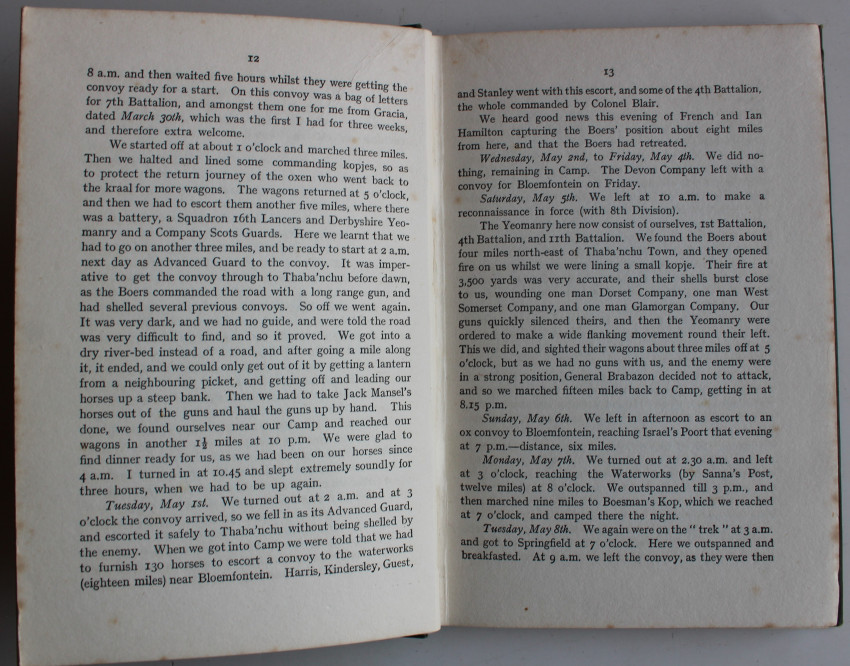 12
8 a.m. and then waited five hours whilst they were getting the
convoy ready for a start. On this convoy was a bag of letters
for 7th Battalion, and amongst them one for me from Gracia,
dated March 30th, which was the first I had for three weeks,
and therefore extra welcome.
We started off at about 1 o'clock and marched three miles.
Then we halted and lined some commanding kopjes, so as
to protect the return journey of the oxen who went back to
the kraal for more wagons. The wagons returned at 5 o'clock,
and then we had to escort them another five miles, where there
was a battery, a Squadron 16th Lancers and Derbyshire Yeo-
manry and a Company Scots Guards. Here we learnt that we
had to go on another three miles, and be ready to start at 2 a.m.
next day as Advanced Guard to the convoy. It was imper-
ative to get the convoy through to Thaba'nchu before dawn,
as the Boers commanded the road with a long range gun, and
had shelled several previous convoys. So off we went again.
It was very dark, and we had no guide, and were told the road
was very difficult to find, and so it proved. We got into a
dry river-bed instead of a road, and after going a mile along
it, it ended, and we could only get out of it by getting a lantern
from a neighbouring picket, and getting off and leading our
horses up a steep bank. Then we had to take Jack Mansel's
horses out of the guns and haul the guns up by hand. This
done, we found ourselves near our Camp and reached our
wagons in another 1½ miles at 10 p.m. We were glad to
find dinner ready for us, as we had been on our horses since
4 a.m. I turned in at 10.45 and slept extremely soundly for
three hours, when we had to be up again.
Tuesday, May 1st. We turned out at 2 a.m. and at 3
o'clock the convoy arrived, so we fell in as its Advanced Guard,
and escorted it safely to Thaba'nchu without being shelled by
the enemy. When we got into Camp we were told that we had
to furnish 130 horses to escort a convoy to the waterworks
(eighteen miles) near Bloemfontein. Harris, Kindersley, Guest,
13
and Stanley went with this escort, and some of the 4th Battalion,
the whole commanded by Colonel Blair.
We heard good news this evening of French and Ian
Hamilton capturing the Boers' position about eight miles
from here, and that the Boers had retreated.
Wednesday, May 2nd, to Friday, May 4th. We did no-
thing, remaining in Camp. The Devon Company left with a
convoy for Bloemfontein on Friday.
Saturday, May 5th. We left at 10 a.m. to make a
reconnaissance in force (with 8th Division).
The Yeomanry here now consist of ourselves, 1st Battalion,
4th Battalion, and 11th Battalion. We found the Boers about
four miles north-east of Thaba'nchu Town, and they opened
fire on us whilst we were lining a small kopje. Their fire at
3,500 yards was very accurate, and their shells burst close
to us, wounding one man Dorset Company, one man West
Somerset Company, and one man Glamorgan Company. Our
guns quickly silenced theirs, and then the Yeomanry were
ordered to make a wide flanking movement round their left.
This we did, and sighted their wagons about three miles off at 5
o'clock, but as we had no guns with us, and the enemy were
in a strong position, General Brabazon decided not to attack,
and so we marched fifteen miles back to Camp, getting in at
8.15 p.m.
Sunday, May 6th. We left in afternoon as escort to an
ox convoy to Bloemfontein, reaching Israel's Poort that evening
at 7 p.m.—distance, six miles.
Monday, May 7th. We turned out at 2.30 a.m. and left
at 3 o'clock, reaching the Waterworks (by Sanna's Post,
twelve miles) at 8 o'clock. We outspanned till 3 p.m., and
then marched nine miles to Boesman's Kop, which we reached
at 7 o'clock, and camped there the night.
Tuesday, May 8th. We again were on the "trek" at 3 a.m.
and got to Springfield at 7 o'clock. Here we outspanned and
breakfasted. At 9 a.m. we left the convoy, as they were then